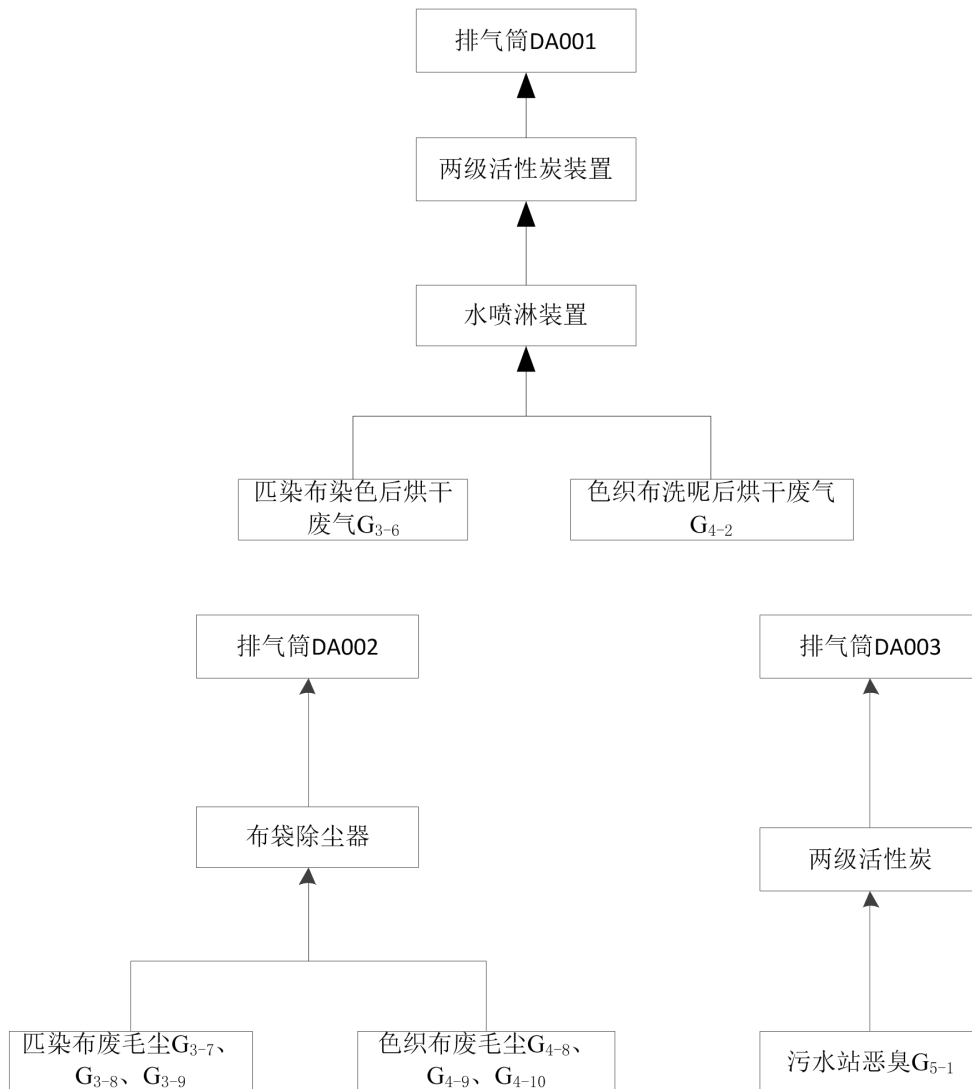 排气筒DA001
两级活性炭装置
水喷淋装置
匹染布染色后烘干
废气G3-6
色织布洗呢后烘干废气
G4-2
排气筒DA002
布袋除尘器
匹染布废毛尘G3-7、
G3-8、G3-9
色织布废毛尘G4-8、
G4-9、G4-10
排气筒DA003
两级活性炭
污水站恶臭G5-1